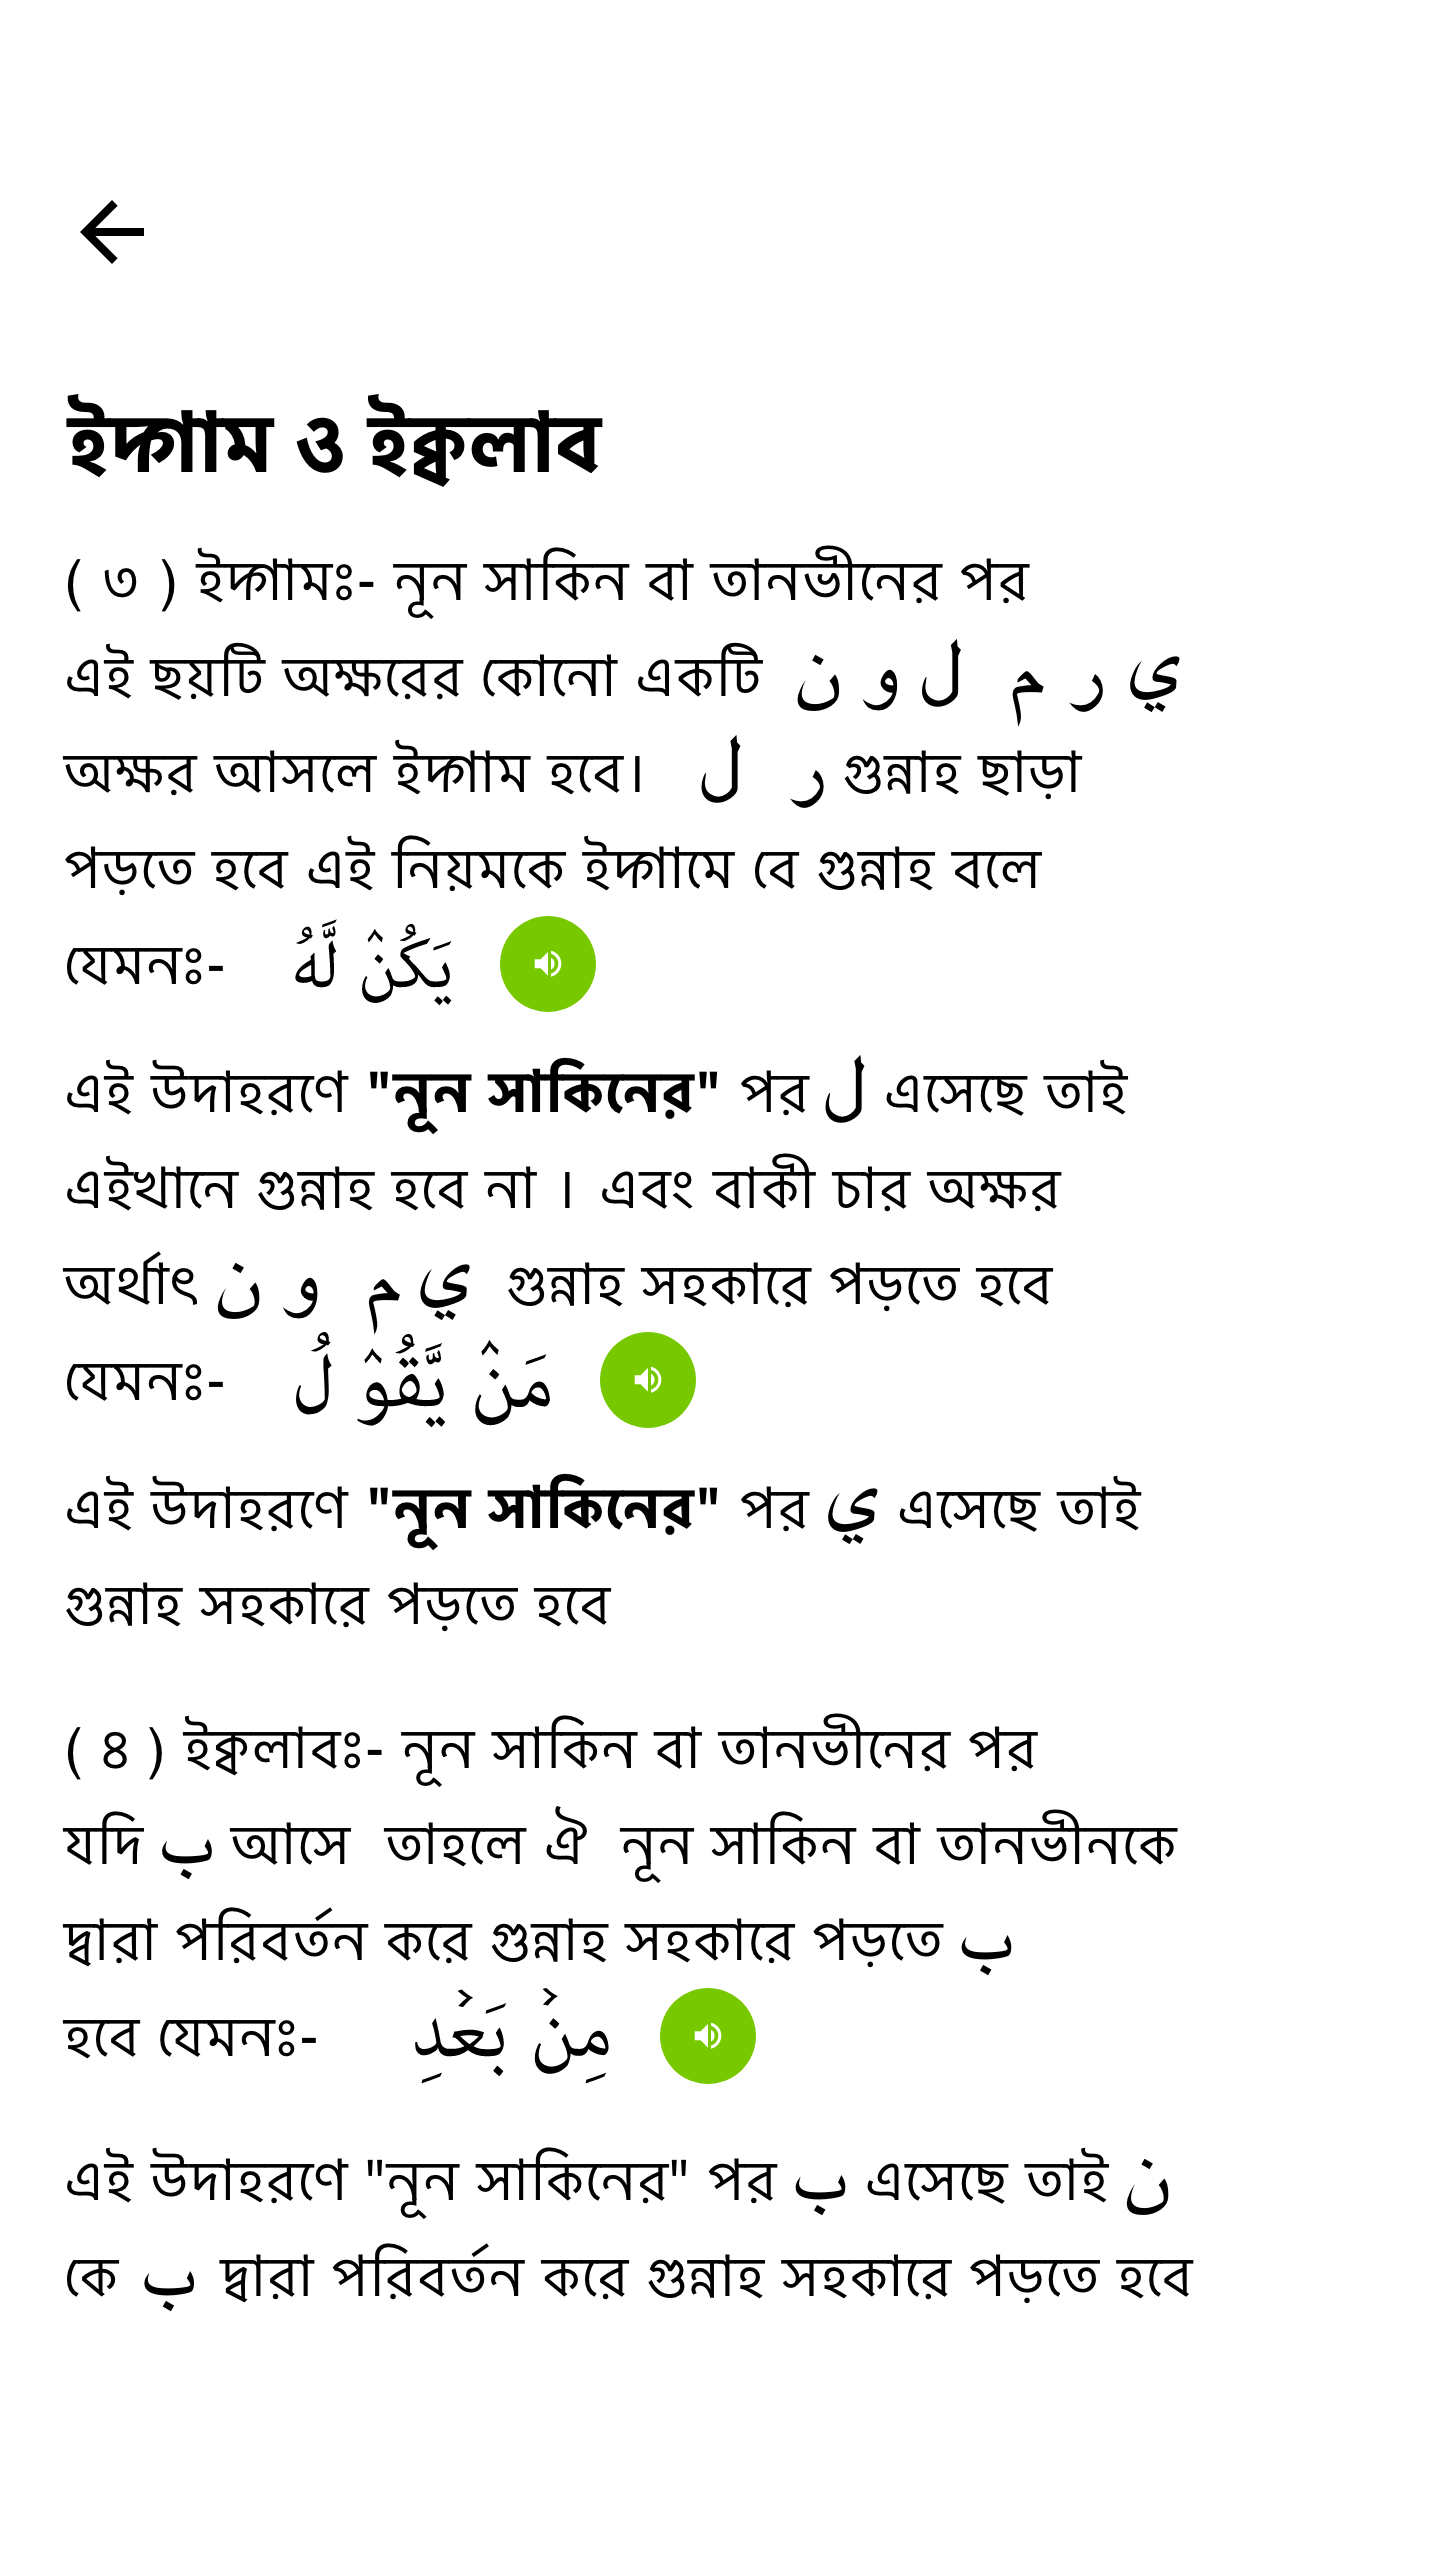 ইদ্গাম ও ইক্বলাব
( ৩ ) ইদ্গামঃ- নূন সাকিন বা তানভীনের পর
এই ছয়টি অক্ষরের কোনো একটি ي ر م ل و ن
অক্ষর আসলে ইদ্গাম হবে। ر ل গুন্নাহ ছাড়া
পড়তে হবে এই নিয়মকে ইদ্গামে বে গুন্নাহ বলে
যেমনঃ- يَكُنۡ لَّهُ
এই উদাহরণে "নূন সাকিনের" পর ل এসেছে তাই
এইখানে গুন্নাহ হবে না । এবং বাকী চার অক্ষর
অর্থাৎ ي م و ن গুন্নাহ সহকারে পড়তে হবে
যেমনঃ- مَنۡ يَّقُوۡ لُ
এই উদাহরণে "নূন সাকিনের" পর ي এসেছে তাই
গুন্নাহ সহকারে পড়তে হবে
( ৪ ) ইক্বলাবঃ- নূন সাকিন বা তানভীনের পর
যদি ب আসে তাহলে ঐ নূন সাকিন বা তানভীনকে
দ্বারা পরিবর্তন করে গুন্নাহ সহকারে পড়তে ب
হবে যেমনঃ- مِنۡ بَعۡدِ
এই উদাহরণে "নূন সাকিনের" পর ب এসেছে তাই ن
কে ب দ্বারা পরিবর্তন করে গুন্নাহ সহকারে পড়তে হবে